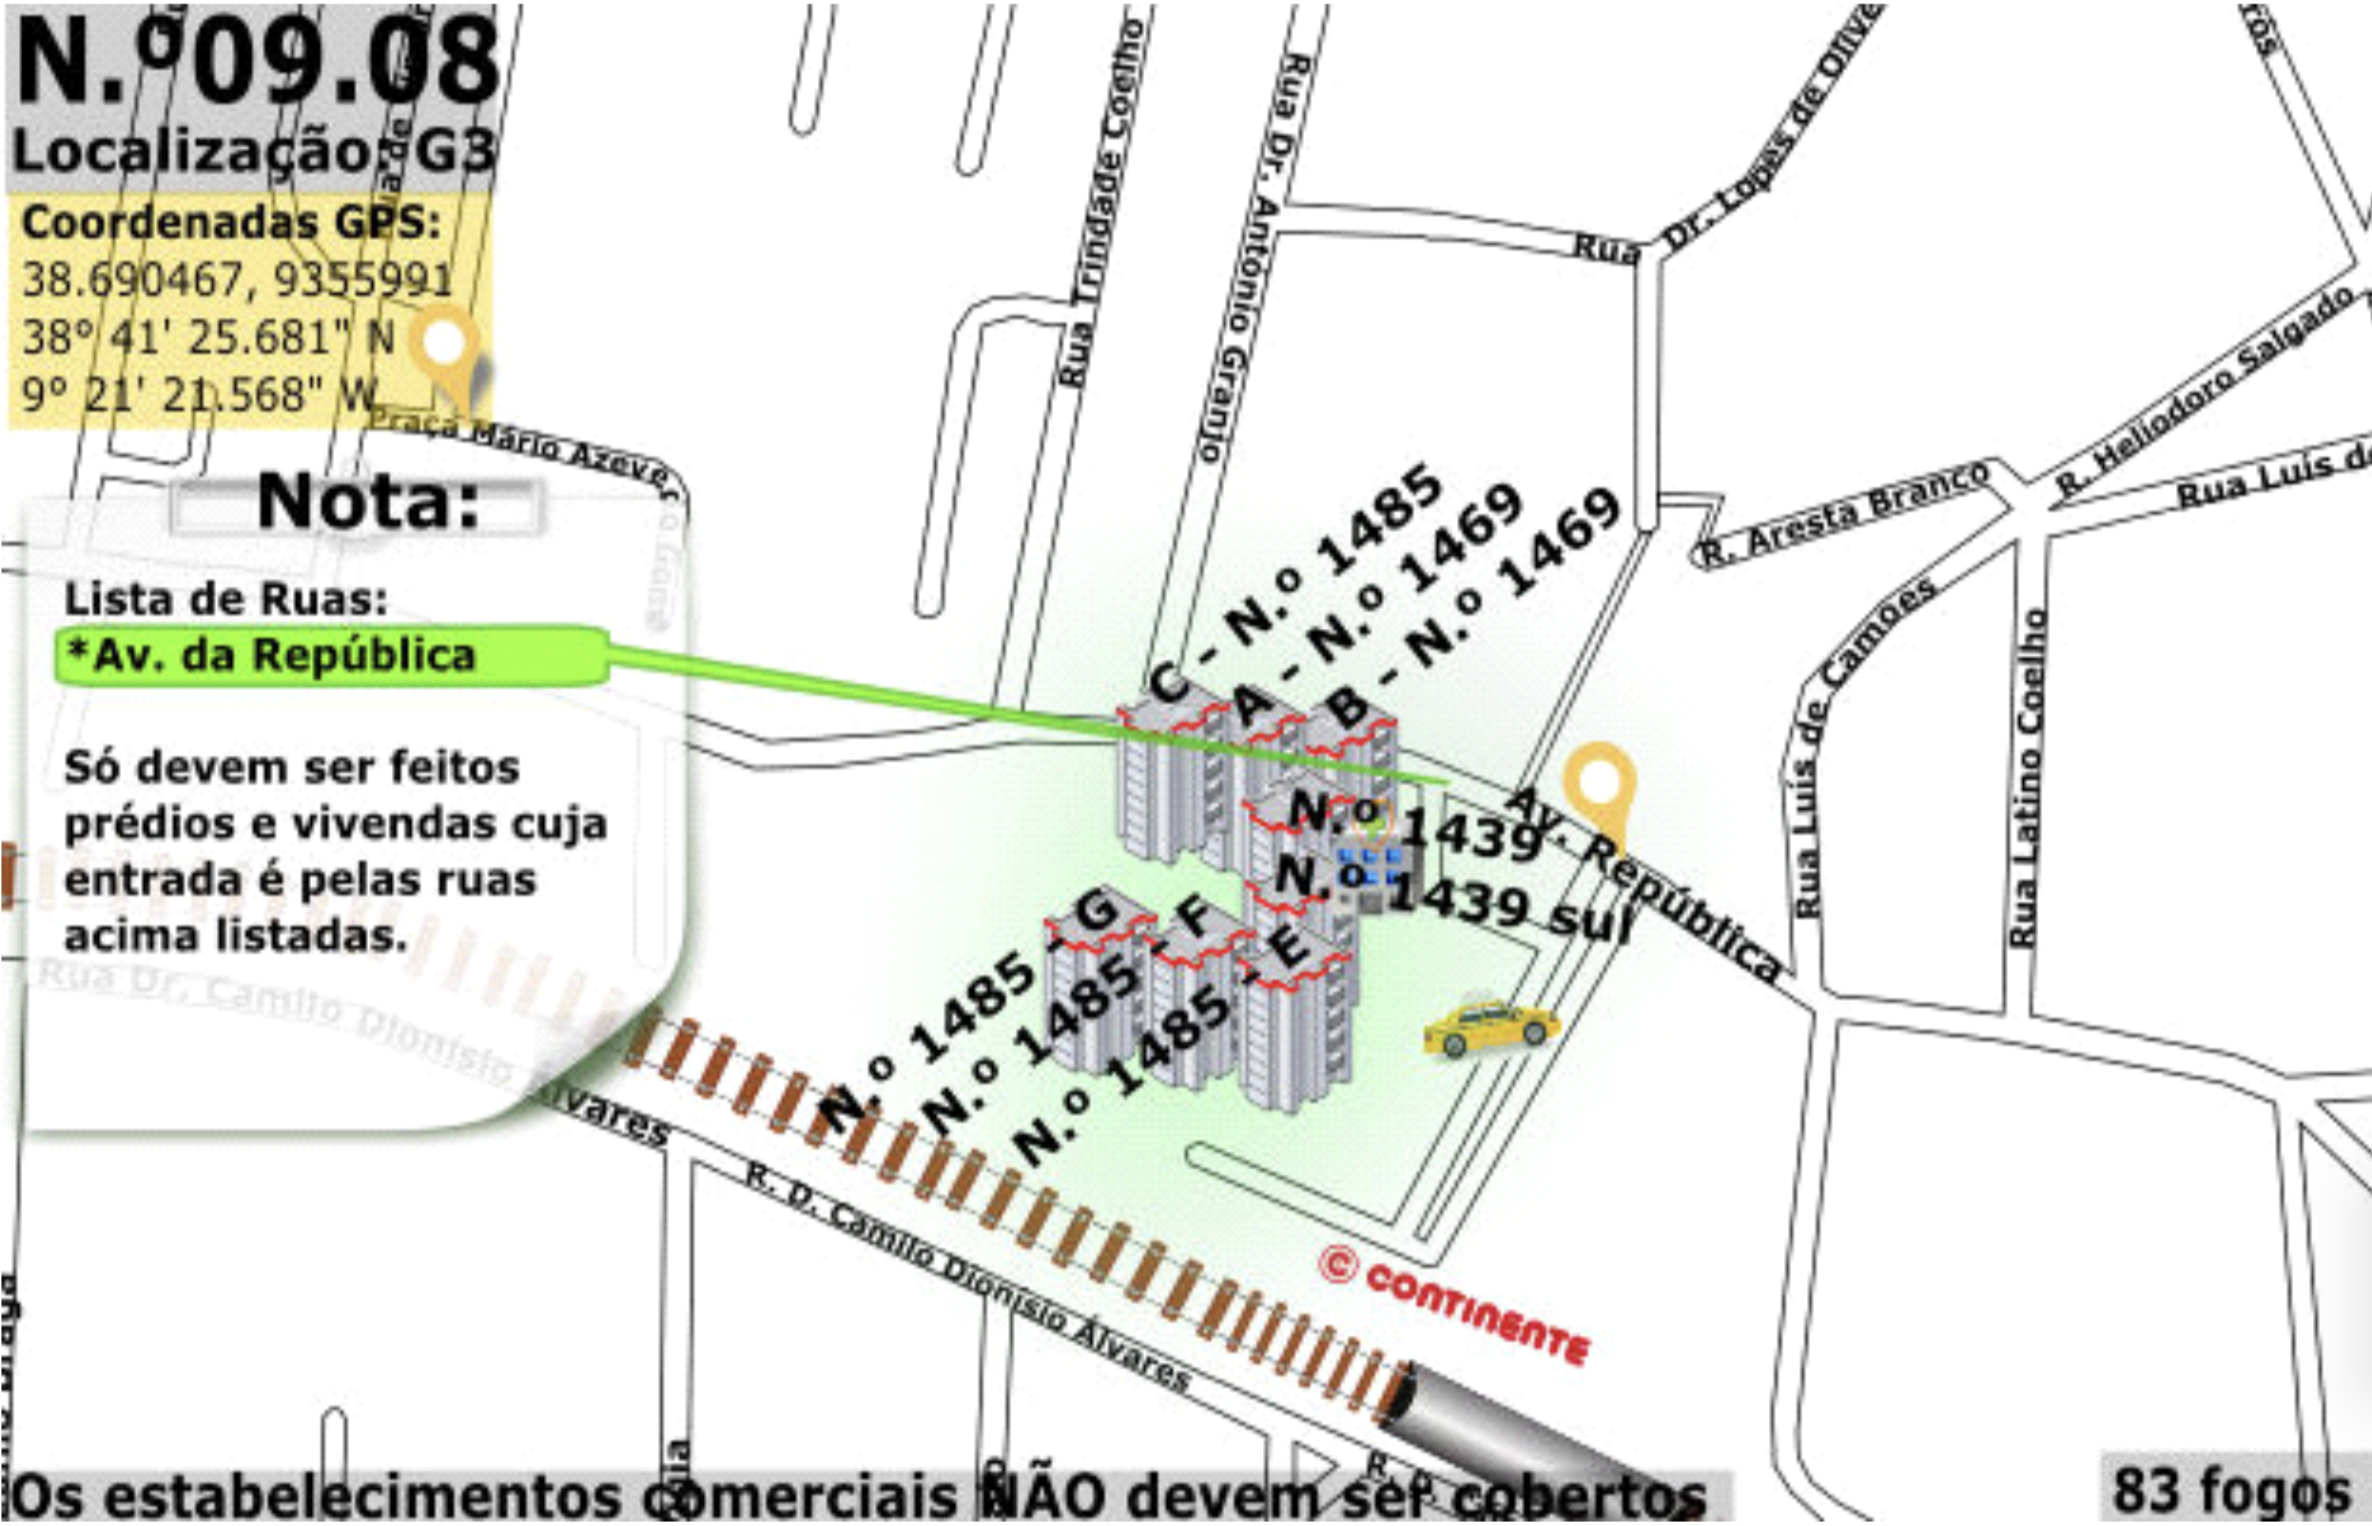 N.º09.08
Localização: G3
Coordenadas GPS:
38.690467, 9355991
38º 41' 25.681" N
9º 21' 21.568" W
Praça Mário Azeve
Nota:
Lista de Ruas:
*Av. da República
Só devem ser feitos
prédios e vivendas cuja
entrada é pelas ruas
acima listadas.
Rua Trindade Coelho
Rua Dr. António Granjo
Rua Dr. Lopes de Olive
R. Heliodoro Salgado
Rua Luís de
R. Aresta Branco
Rua Luís de Camões
Rua Latino Coelho
C - N.º 1485
A - N.º 1469
B - N.º 1469
N.º 1439
N.º 1439 sul
Av. República
N.º 1485 - G
N.º 1485 - F
N.º 1485 - E
Rua Dr. Camilo Dionísio Alvares
R. D. Camilo Dionísio Álvares
© CONTINENTE
R. D.
Os estabelecimentos comerciais NÃO devem ser cobertos
83 fogos